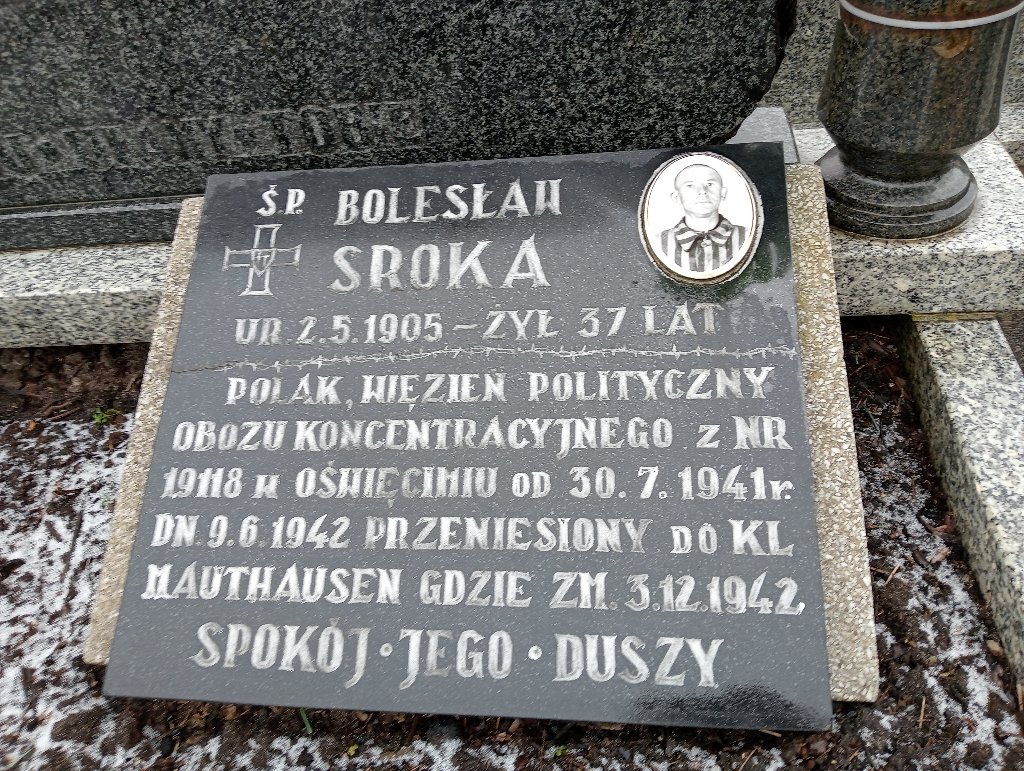 Ś.P. BOLESŁAW
SROKA
UR. 2.5.1905 – ŻYŁ 37 LAT
POLAK, WIĘZIEŃ POLITYCZNY
OBOZU KONCENTRACYJNEGO Z NR
19118 W OŚWIĘCIMIU OD 30.7.1941r.
DN. 9.6.1942 PRZENIESIONY DO KL
MAUTHAUSEN GDZIE ZM. 3.12.1942
SPOKÓJ · JEGO · DUSZY